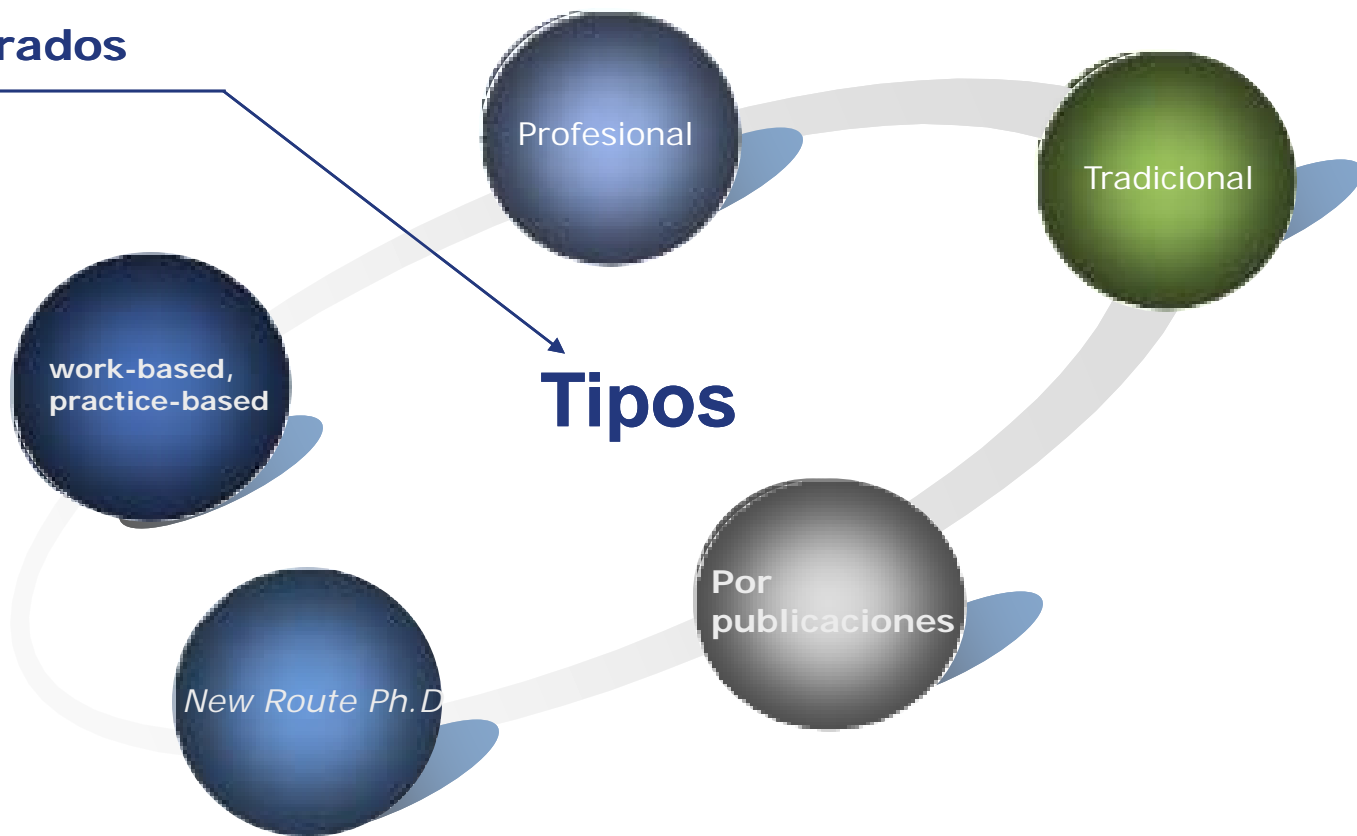 rados
Profesional
Tradicional
work-based,
practice-based
Tipos
Por
publicaciones
New Route Ph.D